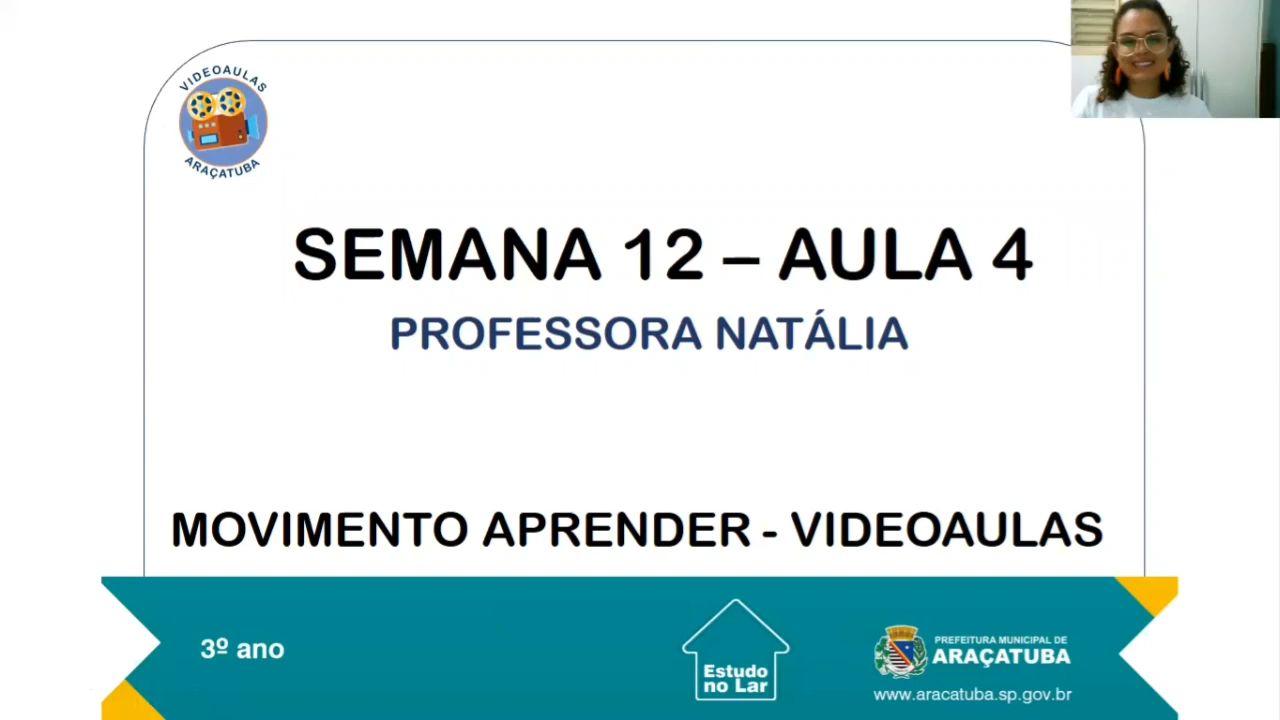 VIDEOAULAS
ARAÇATUBA
SEMANA 12 – AULA 4
PROFESSORA NATÁLIA
MOVIMENTO APRENDER - VIDEOAULAS
3º ano
Estudo
no Lar
PREFEITURA MUNICIPAL DE
ARAÇATUBA
www.aracatuba.sp.gov.br